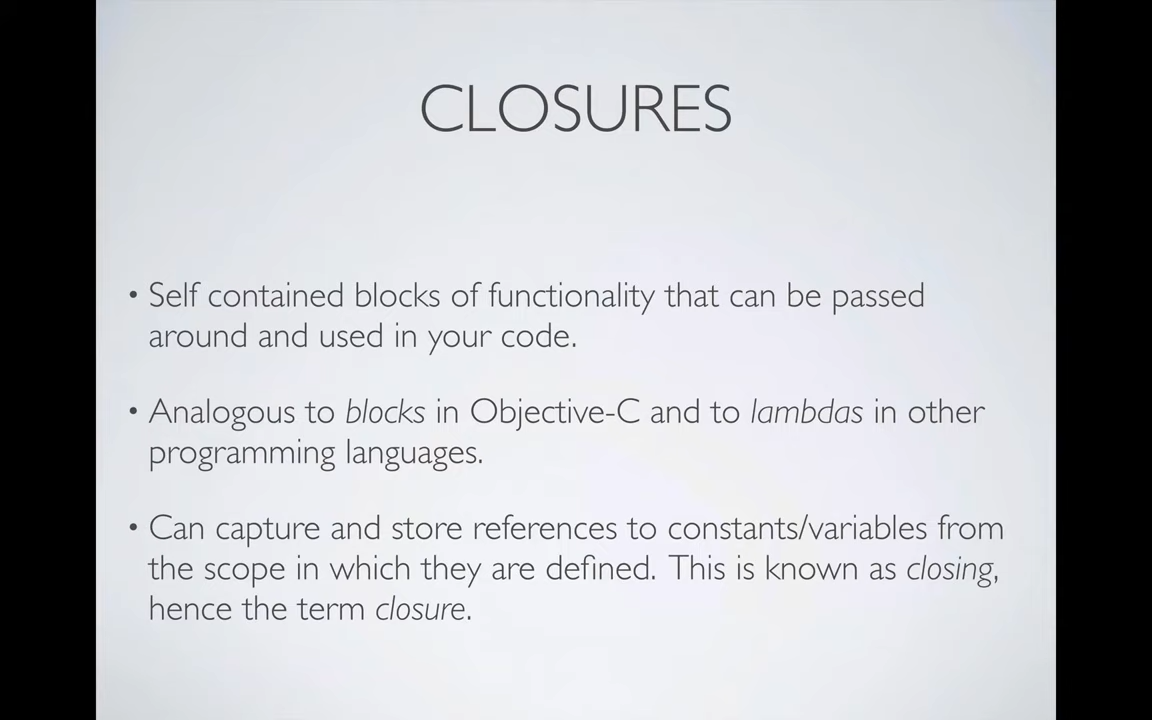 CLOSURES
• Self contained blocks of functionality that can be passed
around and used in your code.
• Analogous to blocks in Objective-C and to lambdas in other
programming languages.
• Can capture and store references to constants/variables from
the scope in which they are defined. This is known as closing,
hence the term closure.